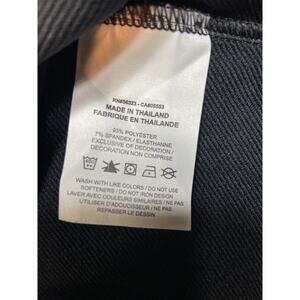 RN#56323 - CA#05553
MADE IN THAILAND
FABRIQUE EN THAILANDE
93% POLYESTER
7% SPANDEX / ELASTHANNE
EXCLUSIVE OF DECORATION /
DECORATION NON COMPRISE
WASH WITH LIKE COLORS / DO NOT USE
SOFTENERS / DO NOT IRON DESIGN
LAVER AVEC COULEURS SIMILAIRES / NE PAS
UTILISER D'ADOUCISSEUR / NE PAS
REPASSER LE DESSIN